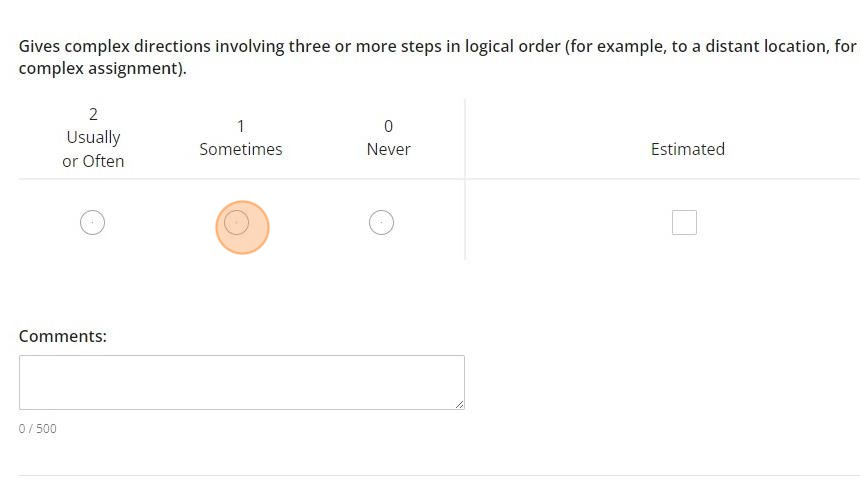 Gives complex directions involving three or more steps in logical order (for example, to a distant location, for
complex assignment).
2
Usually
or Often
1
Sometimes
0
Never
Estimated
Comments:
0 / 500